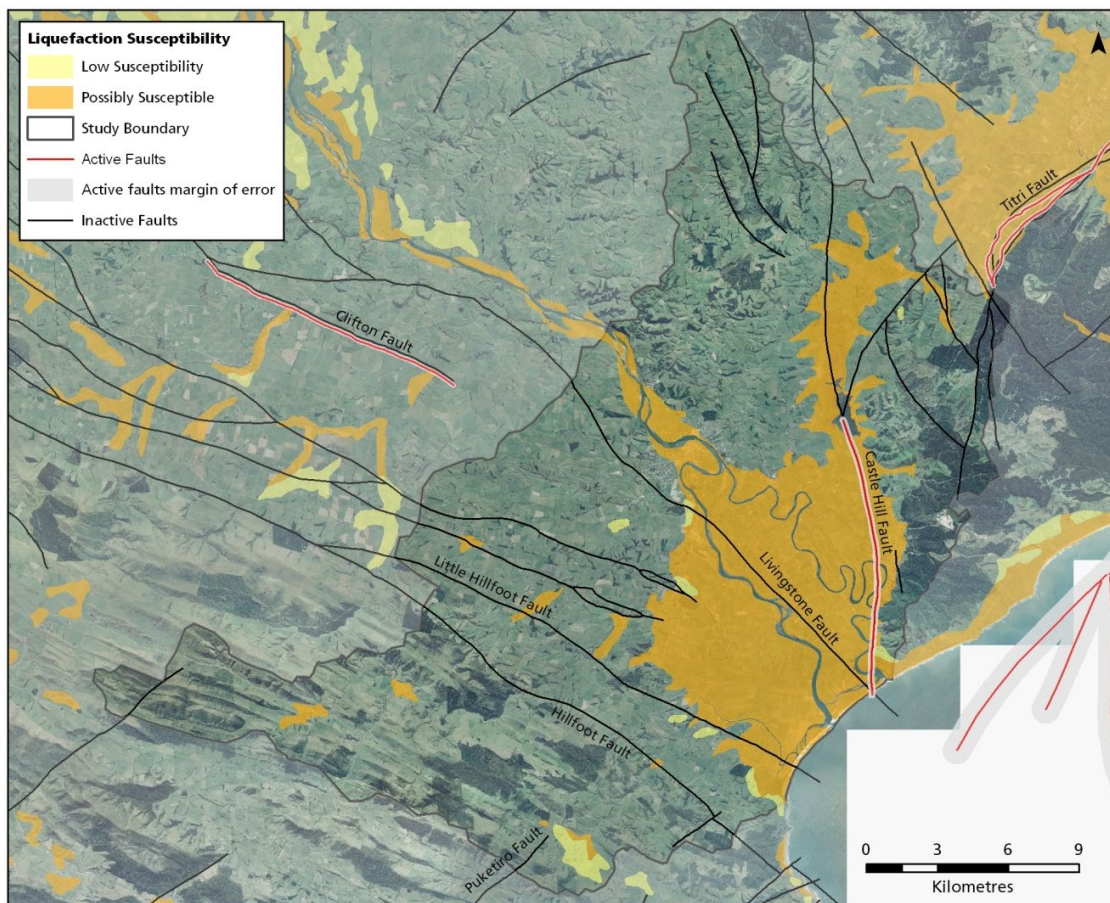 Liquefaction Susceptibility
Low Susceptibility
Possibly Susceptible
Study Boundary
Active Faults
Active faults margin of error
Inactive Faults
N
Titri Fault
Clifton Fault
Castle Hill Fault
Livingstone Fault
Little Hillfoot Fault
Hillfoot Fault
Puketiro Fault
0 3 6 9
Kilometres